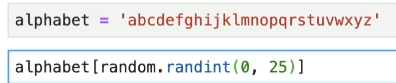 alphabet = 'abcdefghijklmnopqrstuvwxyz'
alphabet[random.randint(0, 25)]